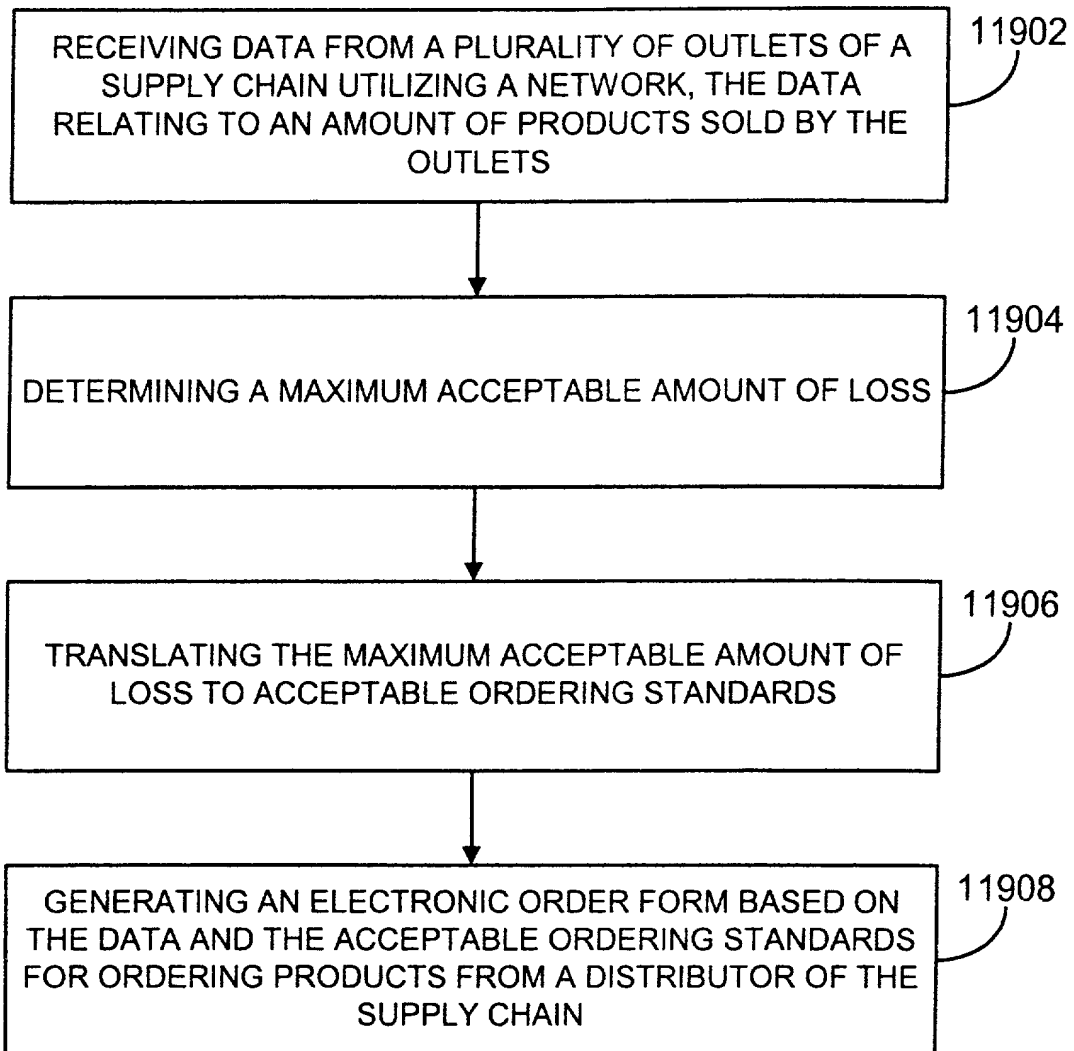 RECEIVING DATA FROM A PLURALITY OF OUTLETS OF A
SUPPLY CHAIN UTILIZING A NETWORK, THE DATA
RELATING TO AN AMOUNT OF PRODUCTS SOLD BY THE
OUTLETS
11902
DETERMINING A MAXIMUM ACCEPTABLE AMOUNT OF LOSS
11904
TRANSLATING THE MAXIMUM ACCEPTABLE AMOUNT OF
LOSS TO ACCEPTABLE ORDERING STANDARDS
11906
GENERATING AN ELECTRONIC ORDER FORM BASED ON
THE DATA AND THE ACCEPTABLE ORDERING STANDARDS
FOR ORDERING PRODUCTS FROM A DISTRIBUTOR OF THE
SUPPLY CHAIN
11908